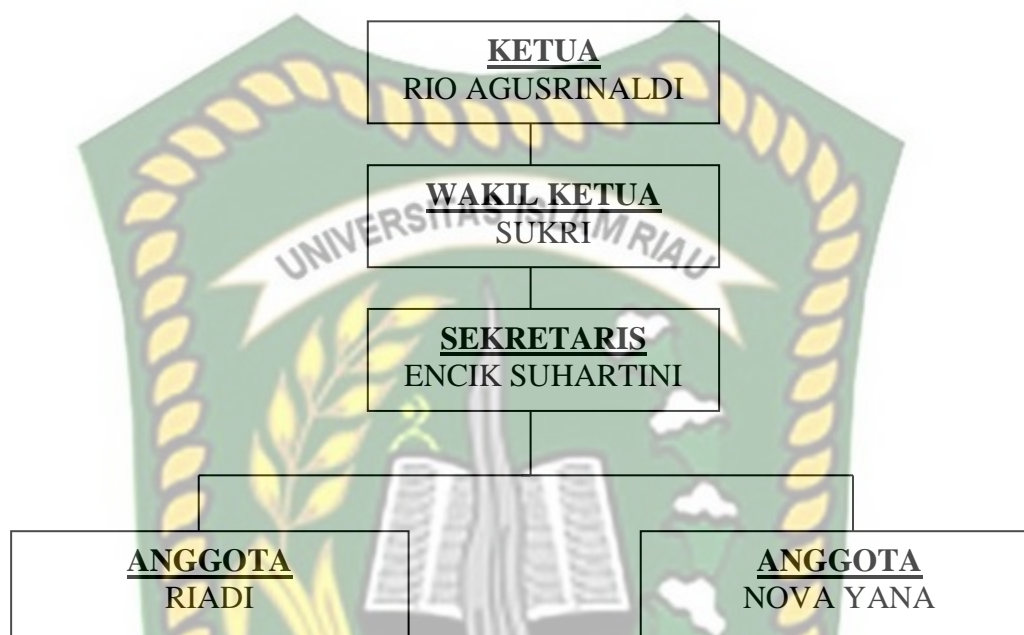 KETUA
RIO AGUSRINALDI
WAKIL KETUA
SUKRI
UNIVERSITAS ISLAM RIAU
SEKRETARIS
ENCIK SUHARTINI
ANGGOTA
RIADI
ANGGOTA
NOVA YANA